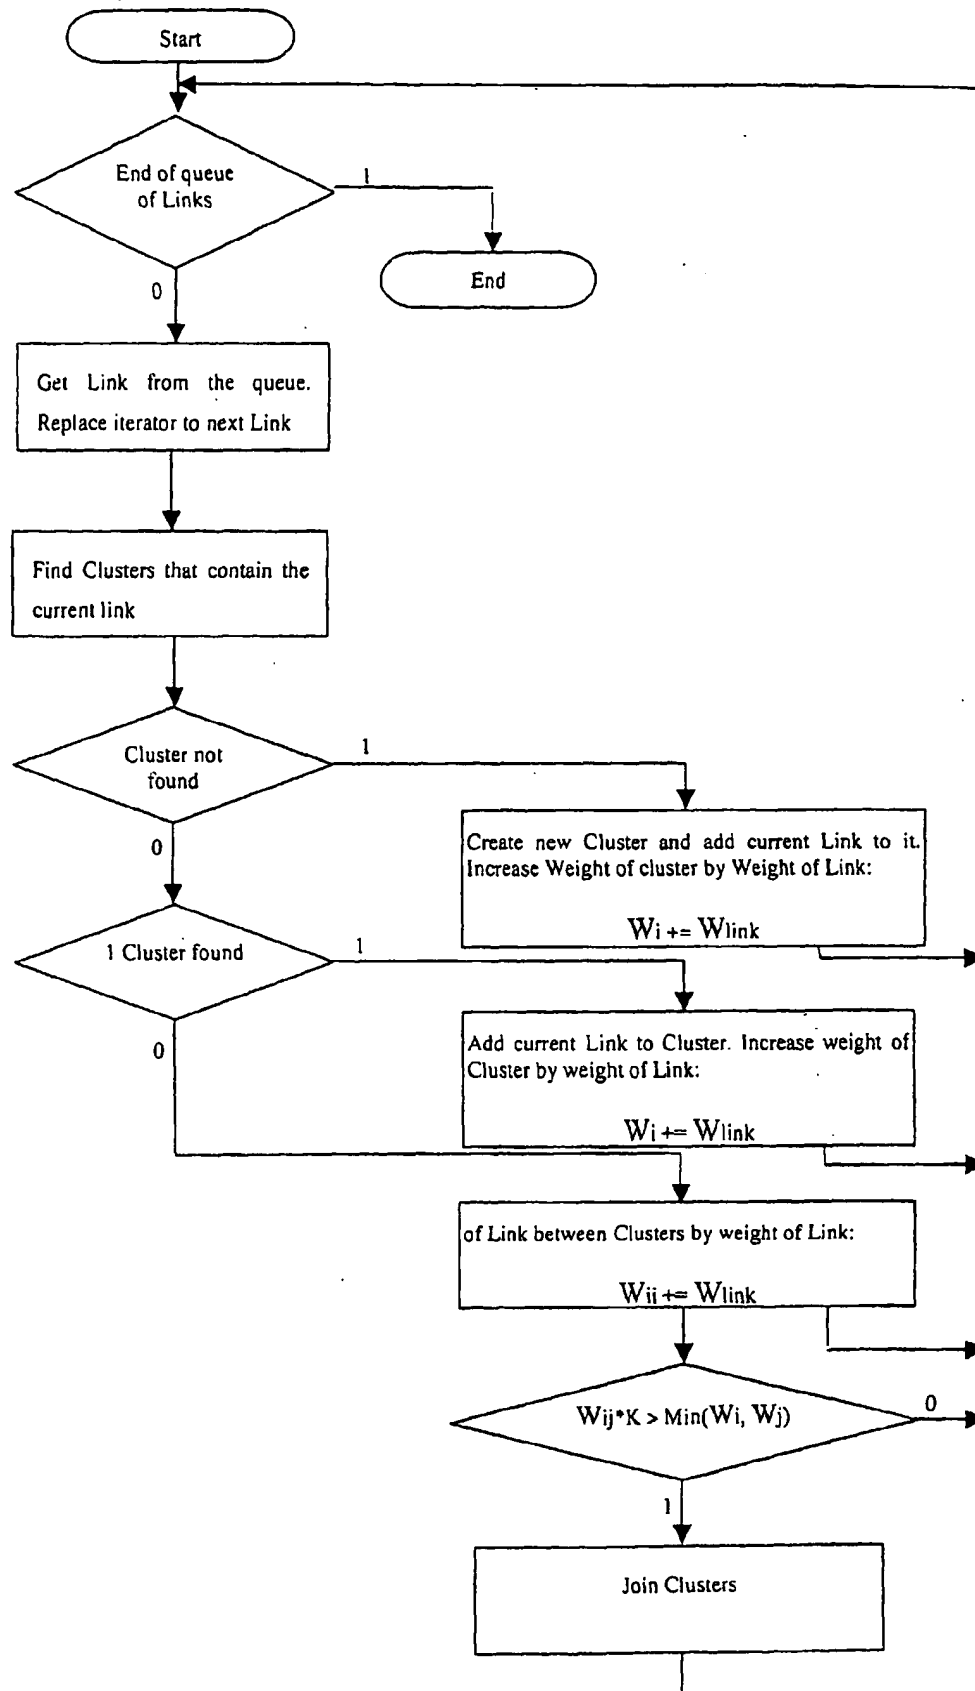 Start
End of queue
of Links
1
End
0
Get Link from the queue.
Replace iterator to next Link
Find Clusters that contain the
current link
Cluster not
found
1
0
Create new Cluster and add current Link to it.
Increase Weight of cluster by Weight of Link:
Wi += Wlink
1 Cluster found
1
0
Add current Link to Cluster. Increase weight of
Cluster by weight of Link:
Wi += Wlink
of Link between Clusters by weight of Link:
Wii += Wlink
Wij*K > Min(Wi, Wj)
0
1
Join Clusters